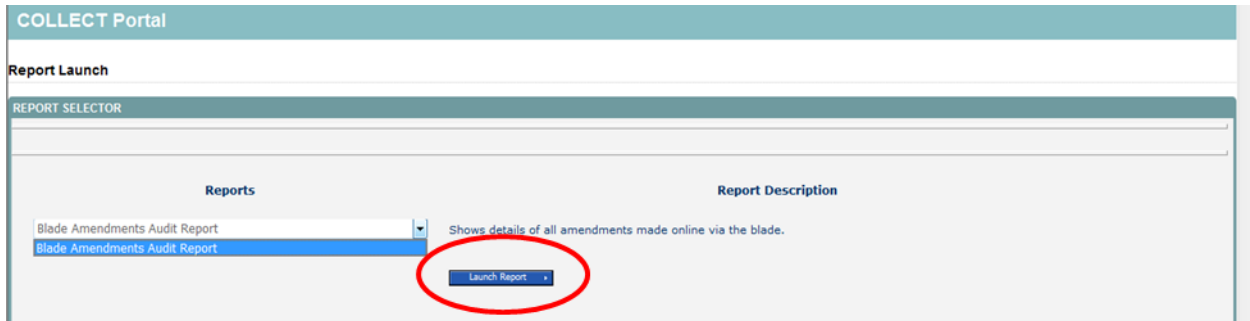 COLLECT Portal
Report Launch
REPORT SELECTOR
Reports
Report Description
Blade Amendments Audit Report
Shows details of all amendments made online via the blade.
Blade Amendments Audit Report
Launch Report